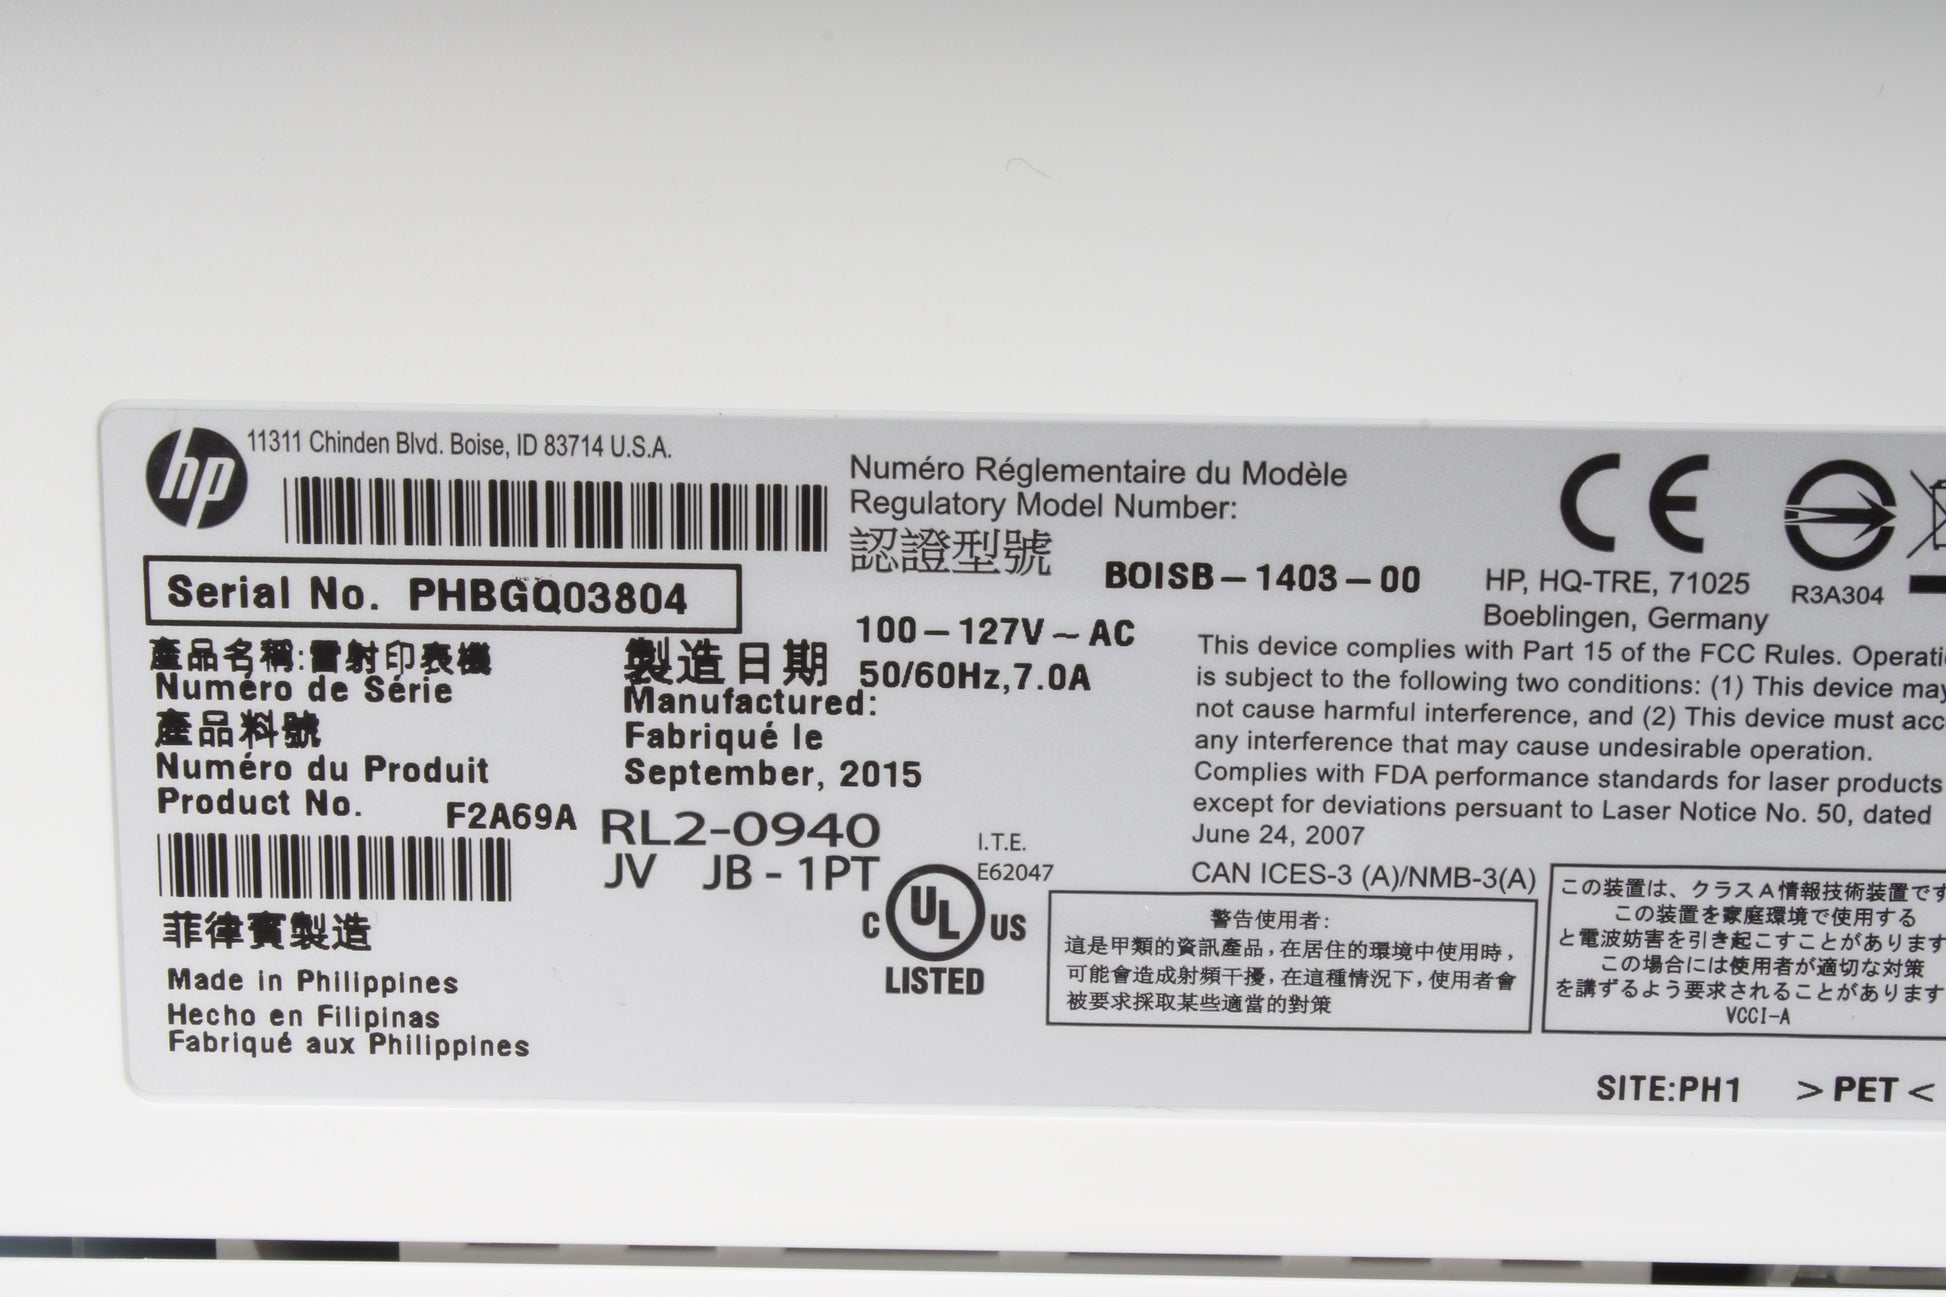 hp
11311 Chinden Blvd. Boise, ID 83714 U.S.A.
Serial No. PHBGQ03804
產品名稱:雷射印表機
Numéro de Série
產品料號
Numéro du Produit
Product No. F2A69A
菲律賓製造
Made in Philippines
Hecho en Filipinas
Fabriqué aux Philippines
製造日期
Manufactured:
Fabriqué le
September, 2015
RL2-0940
JV JB-1PT
Numéro Réglementaire du Modèle
Regulatory Model Number:
認證型號
BOISB-1403-00
100-127V~AC
50/60Hz,7.0A
I.T.E.
E62047
C UL US
LISTED
CE
R3A304
HP, HQ-TRE, 71025
Boeblingen, Germany
This device complies with Part 15 of the FCC Rules. Operati
is subject to the following two conditions: (1) This device may
not cause harmful interference, and (2) This device must acc
any interference that may cause undesirable operation.
Complies with FDA performance standards for laser products
except for deviations persuant to Laser Notice No. 50, dated
June 24, 2007
CAN ICES-3 (A)/NMB-3(A)
警告使用者:
這是甲類的資訊產品,在居住的環境中使用時,
可能會造成射頻干擾,在這種情況下,使用者會
被要求採取某些適當的對策
この装置は、クラスA情報技術装置です
この装置を家庭環境で使用する
と電波妨害を引き起こすことがあります
この場合には使用者が適切な対策
を講ずるよう要求されることがあります
VCCI-A
SITE:PH1 >PET<